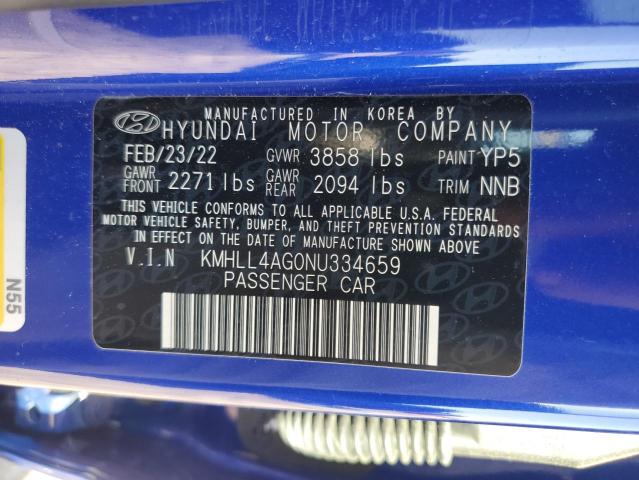 MANUFACTURED IN KOREA BY
HYUNDAI MOTOR COMPANY
FEB/23/22 GVWR 3858 lbs PAINT YP5
GAWR FRONT 2271 lbs GAWR REAR 2094 lbs TRIM NNB
THIS VEHICLE CONFORMS TO ALL APPLICABLE U.S.A. FEDERAL
MOTOR VEHICLE SAFETY, BUMPER, AND THEFT PREVENTION STANDARDS
IN EFFECT ON THE DATE OF MANUFACTURE SHOWN ABOVE.
V.I.N KMHLL4AG0NU334659
PASSENGER CAR
N55